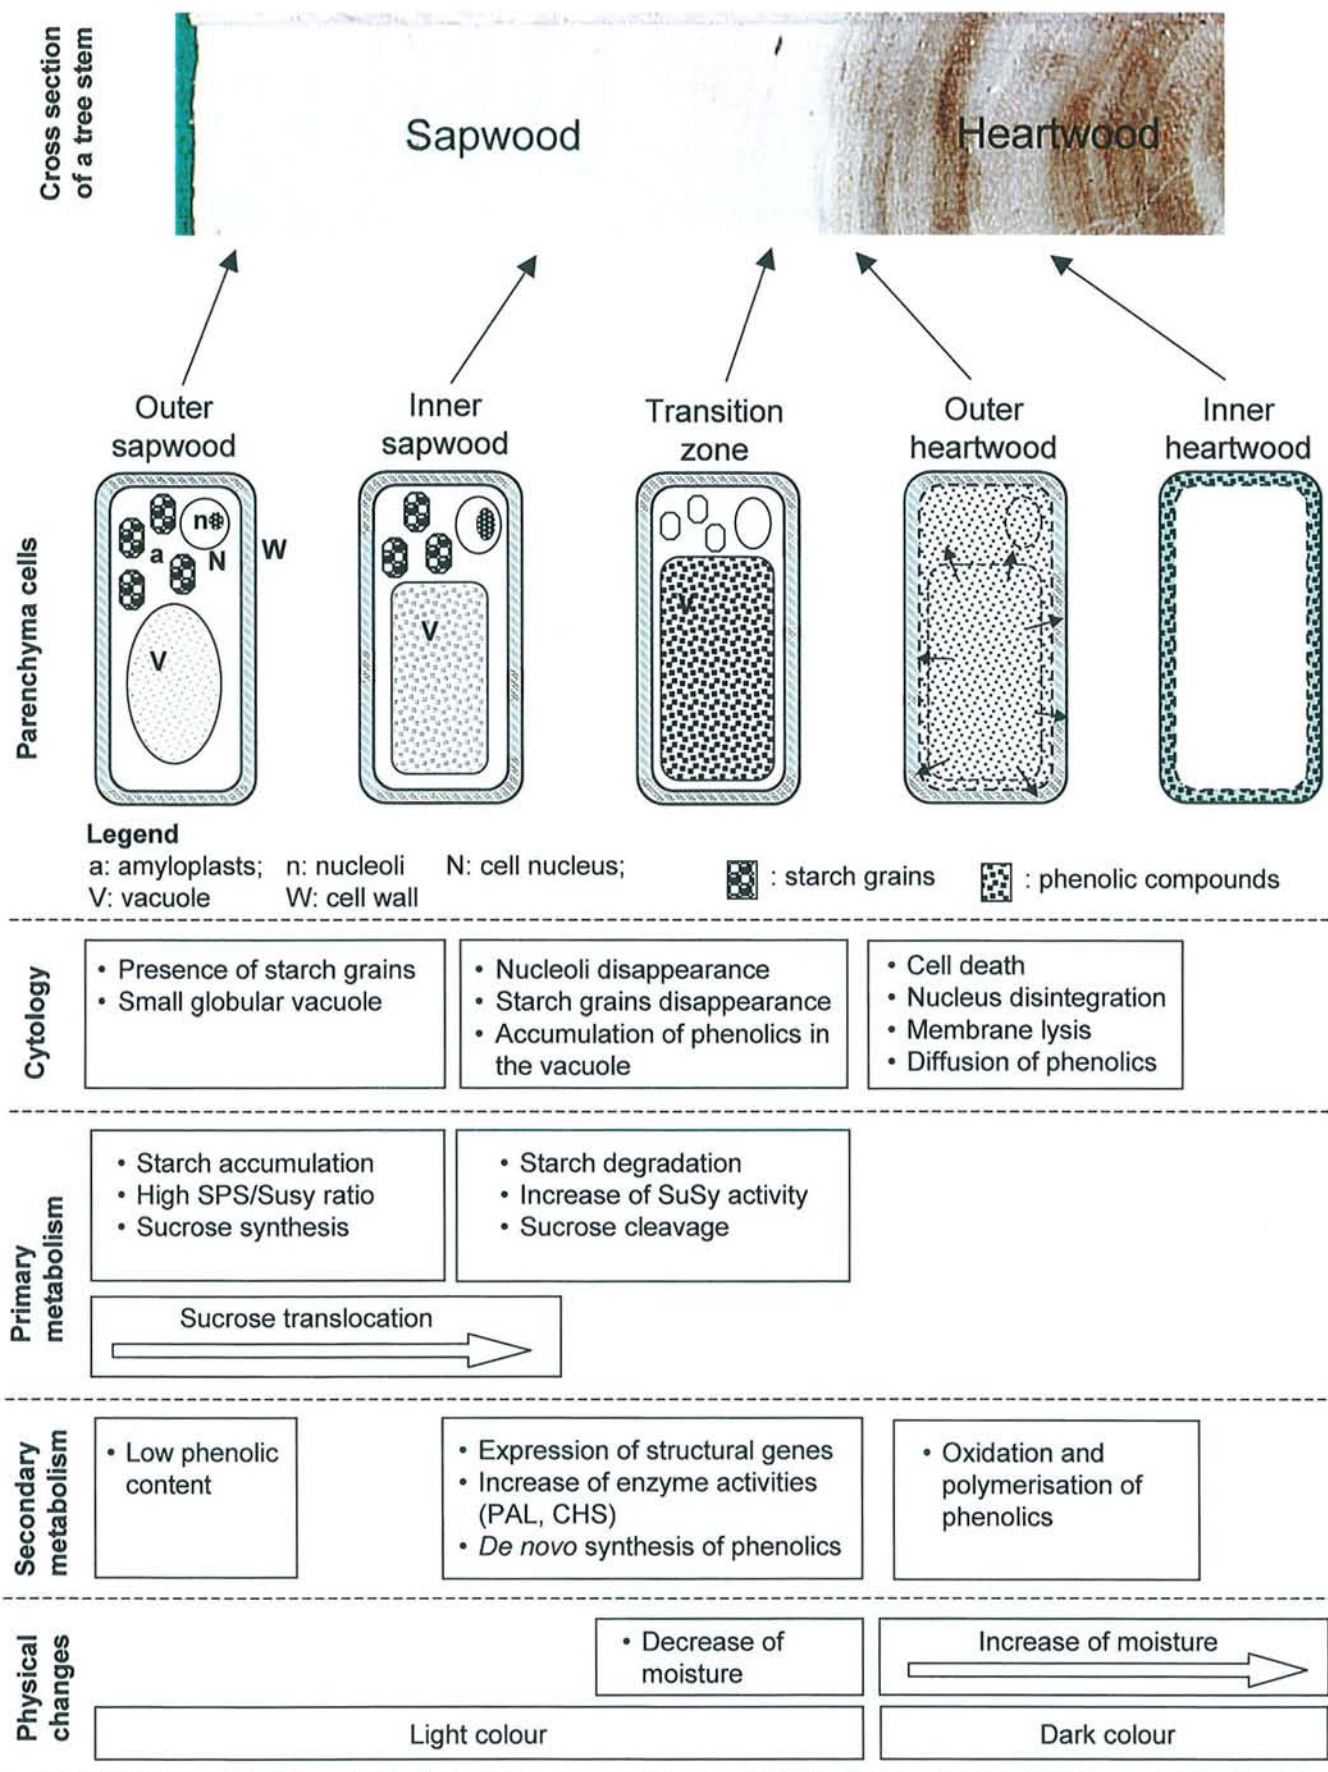 Cross section
of a tree stem
Sapwood
Heartwood
Outer
sapwood
Inner
sapwood
Transition
zone
Outer
heartwood
Inner
heartwood
Parenchyma cells
n
a
N
W
V
V
V
Legend
a: amyloplasts; n: nucleoli N: cell nucleus;
V: vacuole W: cell wall
: starch grains
: phenolic compounds
Cytology
• Presence of starch grains
• Small globular vacuole
• Nucleoli disappearance
• Starch grains disappearance
• Accumulation of phenolics in
the vacuole
• Cell death
• Nucleus disintegration
• Membrane lysis
• Diffusion of phenolics
Primary
metabolism
• Starch accumulation
• High SPS/Susy ratio
• Sucrose synthesis
• Starch degradation
• Increase of SuSy activity
• Sucrose cleavage
Sucrose translocation
Secondary
metabolism
• Low phenolic
content
• Expression of structural genes
• Increase of enzyme activities
(PAL, CHS)
• De novo synthesis of phenolics
• Oxidation and
polymerisation of
phenolics
Physical
changes
• Decrease of
moisture
Increase of moisture
Light colour
Dark colour